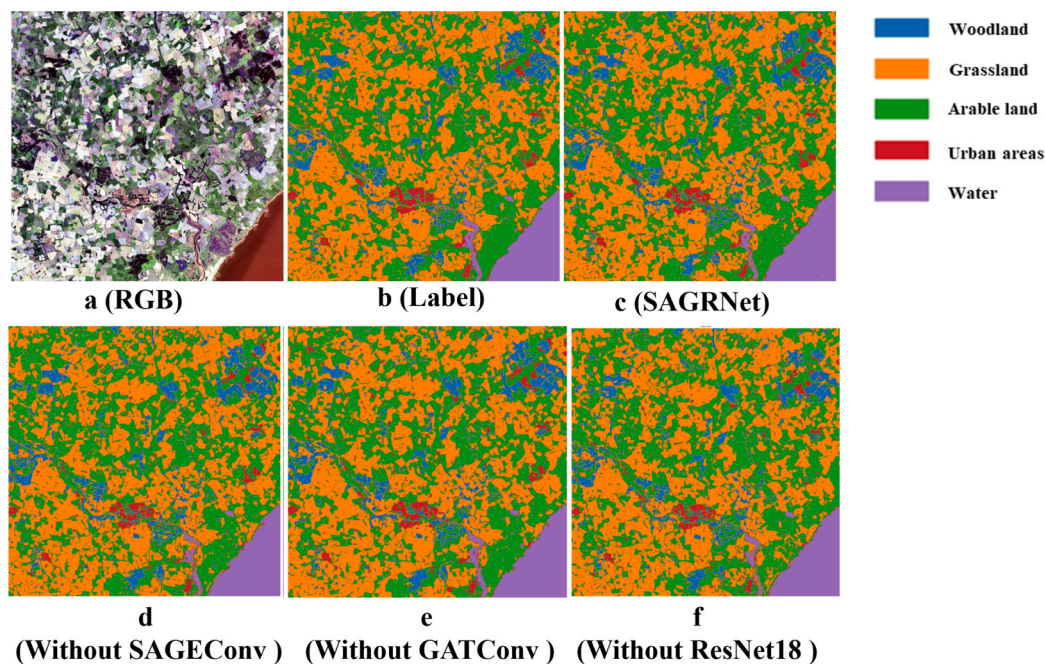 Woodland
Grassland
Arable land
Urban areas
Water
a (RGB)
b (Label)
c (SAGRNet)
d
(Without SAGEConv )
e
(Without GATConv )
f
(Without ResNet18 )